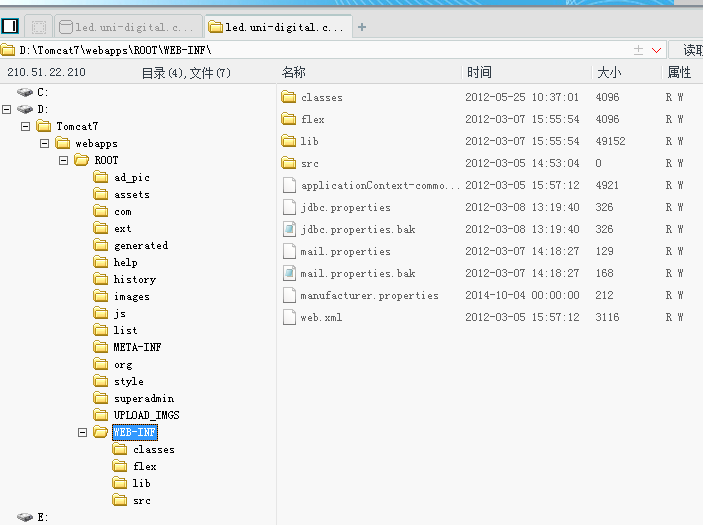 led.uni-digital.c... led.uni-digital.c... +
D:\Tomcat7\webapps\ROOT\WEB-INF\ 读取
210.51.22.210 目录(4),文件(7) 名称 时间 大小 属性
C:
D:
Tomcat7
webapps
ROOT
ad_pic
assets
com
ext
generated
help
history
images
js
list
META-INF
org
style
superadmin
UPLOAD_IMGS
WEB-INF
classes
flex
lib
src
E:
classes 2012-05-25 10:37:01 4096 R W
flex 2012-03-07 15:55:54 4096 R W
lib 2012-03-07 15:55:54 49152 R W
src 2012-03-05 14:53:04 0 R W
applicationContext-commo... 2012-03-05 15:57:12 4921 R W
jdbc.properties 2012-03-08 13:19:40 326 R W
jdbc.properties.bak 2012-03-08 13:19:40 326 R W
mail.properties 2012-03-07 14:18:27 129 R W
mail.properties.bak 2012-03-07 14:18:27 168 R W
manufacturer.properties 2014-10-04 00:00:00 212 R W
web.xml 2012-03-05 15:57:12 3116 R W